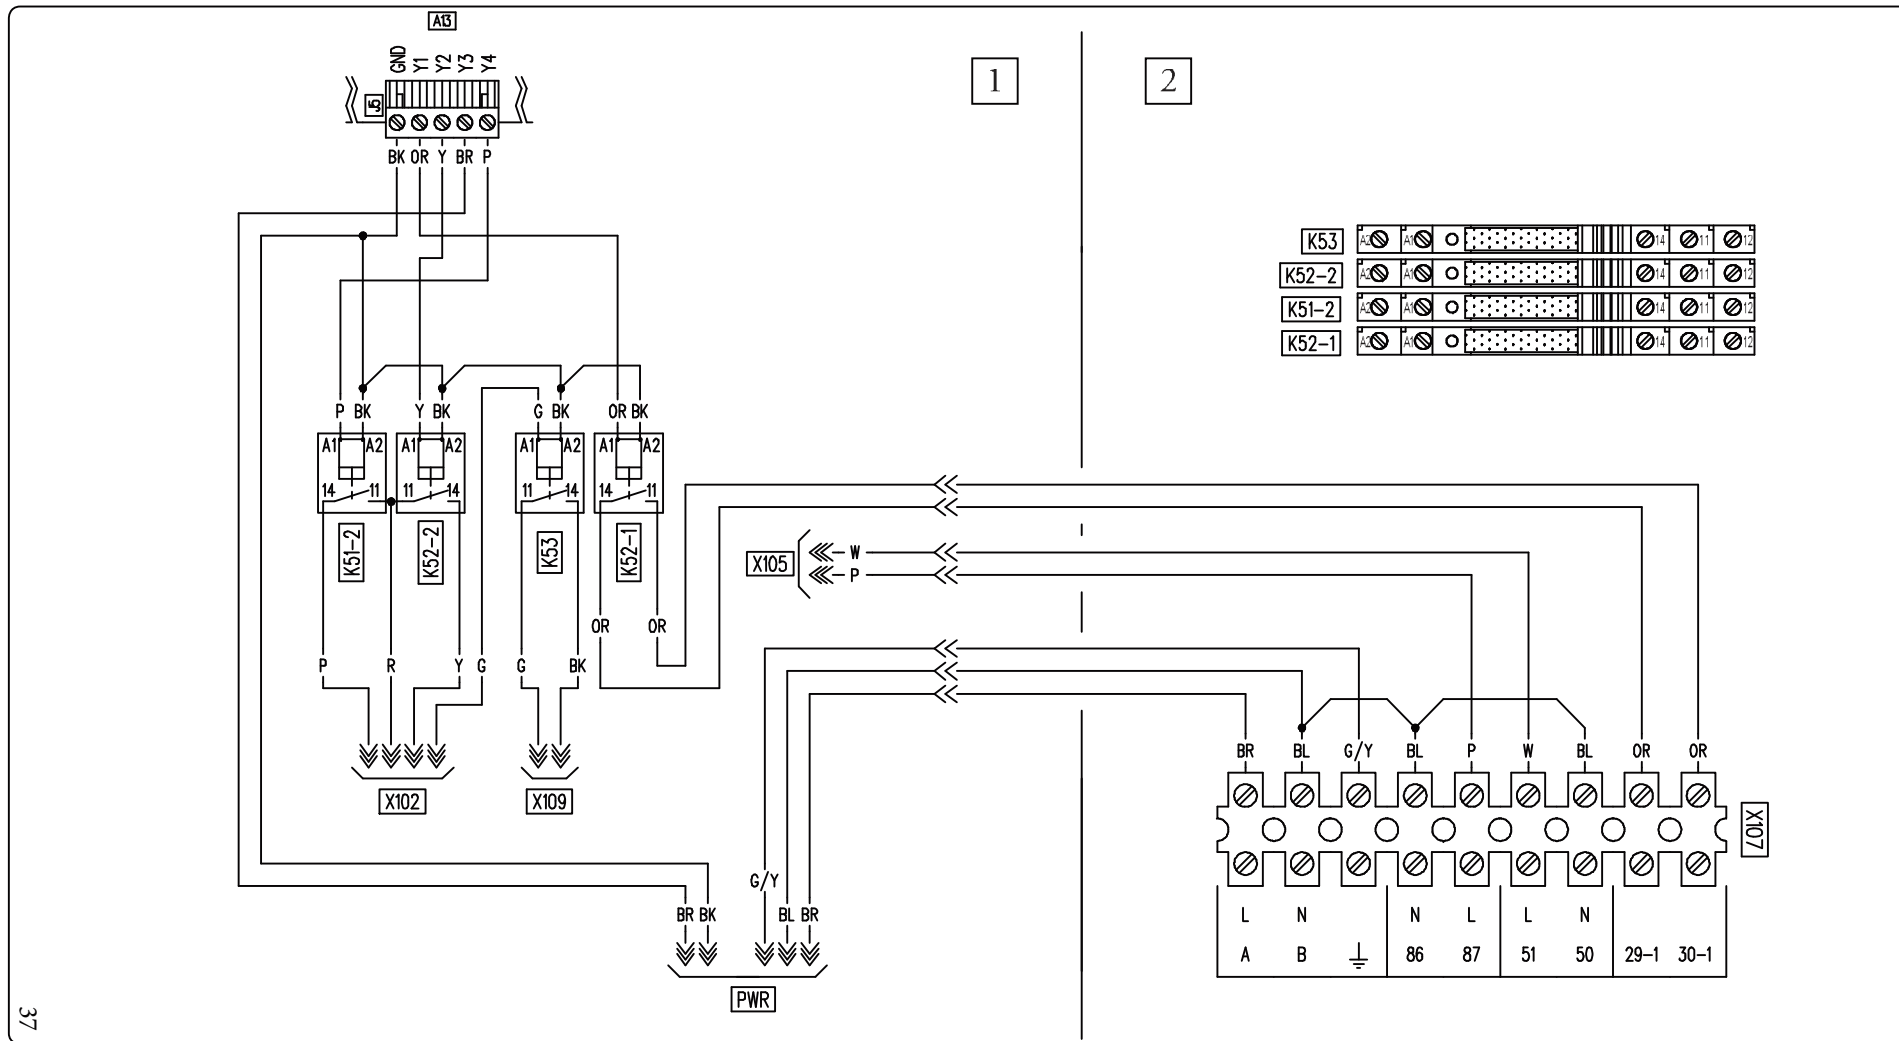 A13
GND Y1 Y2 Y3 Y4
J5
BK OR Y BR P
1
2
K53 A2 A1 14 11 12
K52-2 A2 A1 14 11 12
K51-2 A2 A1 14 11 12
K52-1 A2 A1 14 11 12
P BK Y BK G BK OR BK
A1 A2 A1 A2 A1 A2 A1 A2
14 11 11 14 11 14 14 11
K51-2 K52-2 K53 K52-1
X105
W
P
OR OR
P R Y G G BK
BR BL G/Y BL P W BL OR OR
X102 X109
X107
G/Y
BR BK BL BR
L N N L L N
A B 86 87 51 50 29-1 30-1
PWR
37